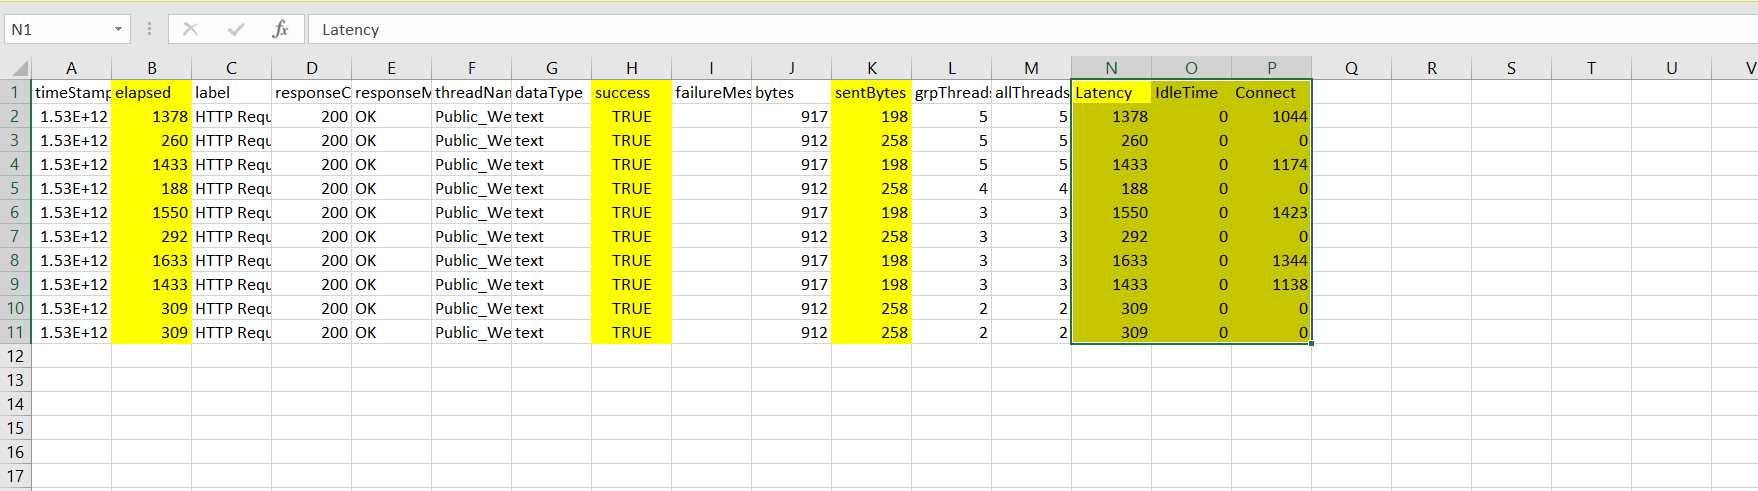 N1 fx Latency
A B C D E F G H I J K L M N O P Q R S T U V
1 timeStamp elapsed label responseC responseM threadNam dataType success failureMes bytes sentBytes grpThreads allThreads Latency IdleTime Connect
2 1.53E+12 1378 HTTP Requ 200 OK Public_We text TRUE 917 198 5 5 1378 0 1044
3 1.53E+12 260 HTTP Requ 200 OK Public_We text TRUE 912 258 5 5 260 0 0
4 1.53E+12 1433 HTTP Requ 200 OK Public_We text TRUE 917 198 5 5 1433 0 1174
5 1.53E+12 188 HTTP Requ 200 OK Public_We text TRUE 912 258 4 4 188 0 0
6 1.53E+12 1550 HTTP Requ 200 OK Public_We text TRUE 917 198 3 3 1550 0 1423
7 1.53E+12 292 HTTP Requ 200 OK Public_We text TRUE 912 258 3 3 292 0 0
8 1.53E+12 1633 HTTP Requ 200 OK Public_We text TRUE 917 198 3 3 1633 0 1344
9 1.53E+12 1433 HTTP Requ 200 OK Public_We text TRUE 917 198 3 3 1433 0 1138
10 1.53E+12 309 HTTP Requ 200 OK Public_We text TRUE 912 258 2 2 309 0 0
11 1.53E+12 309 HTTP Requ 200 OK Public_We text TRUE 912 258 2 2 309 0 0
12
13
14
15
16
17